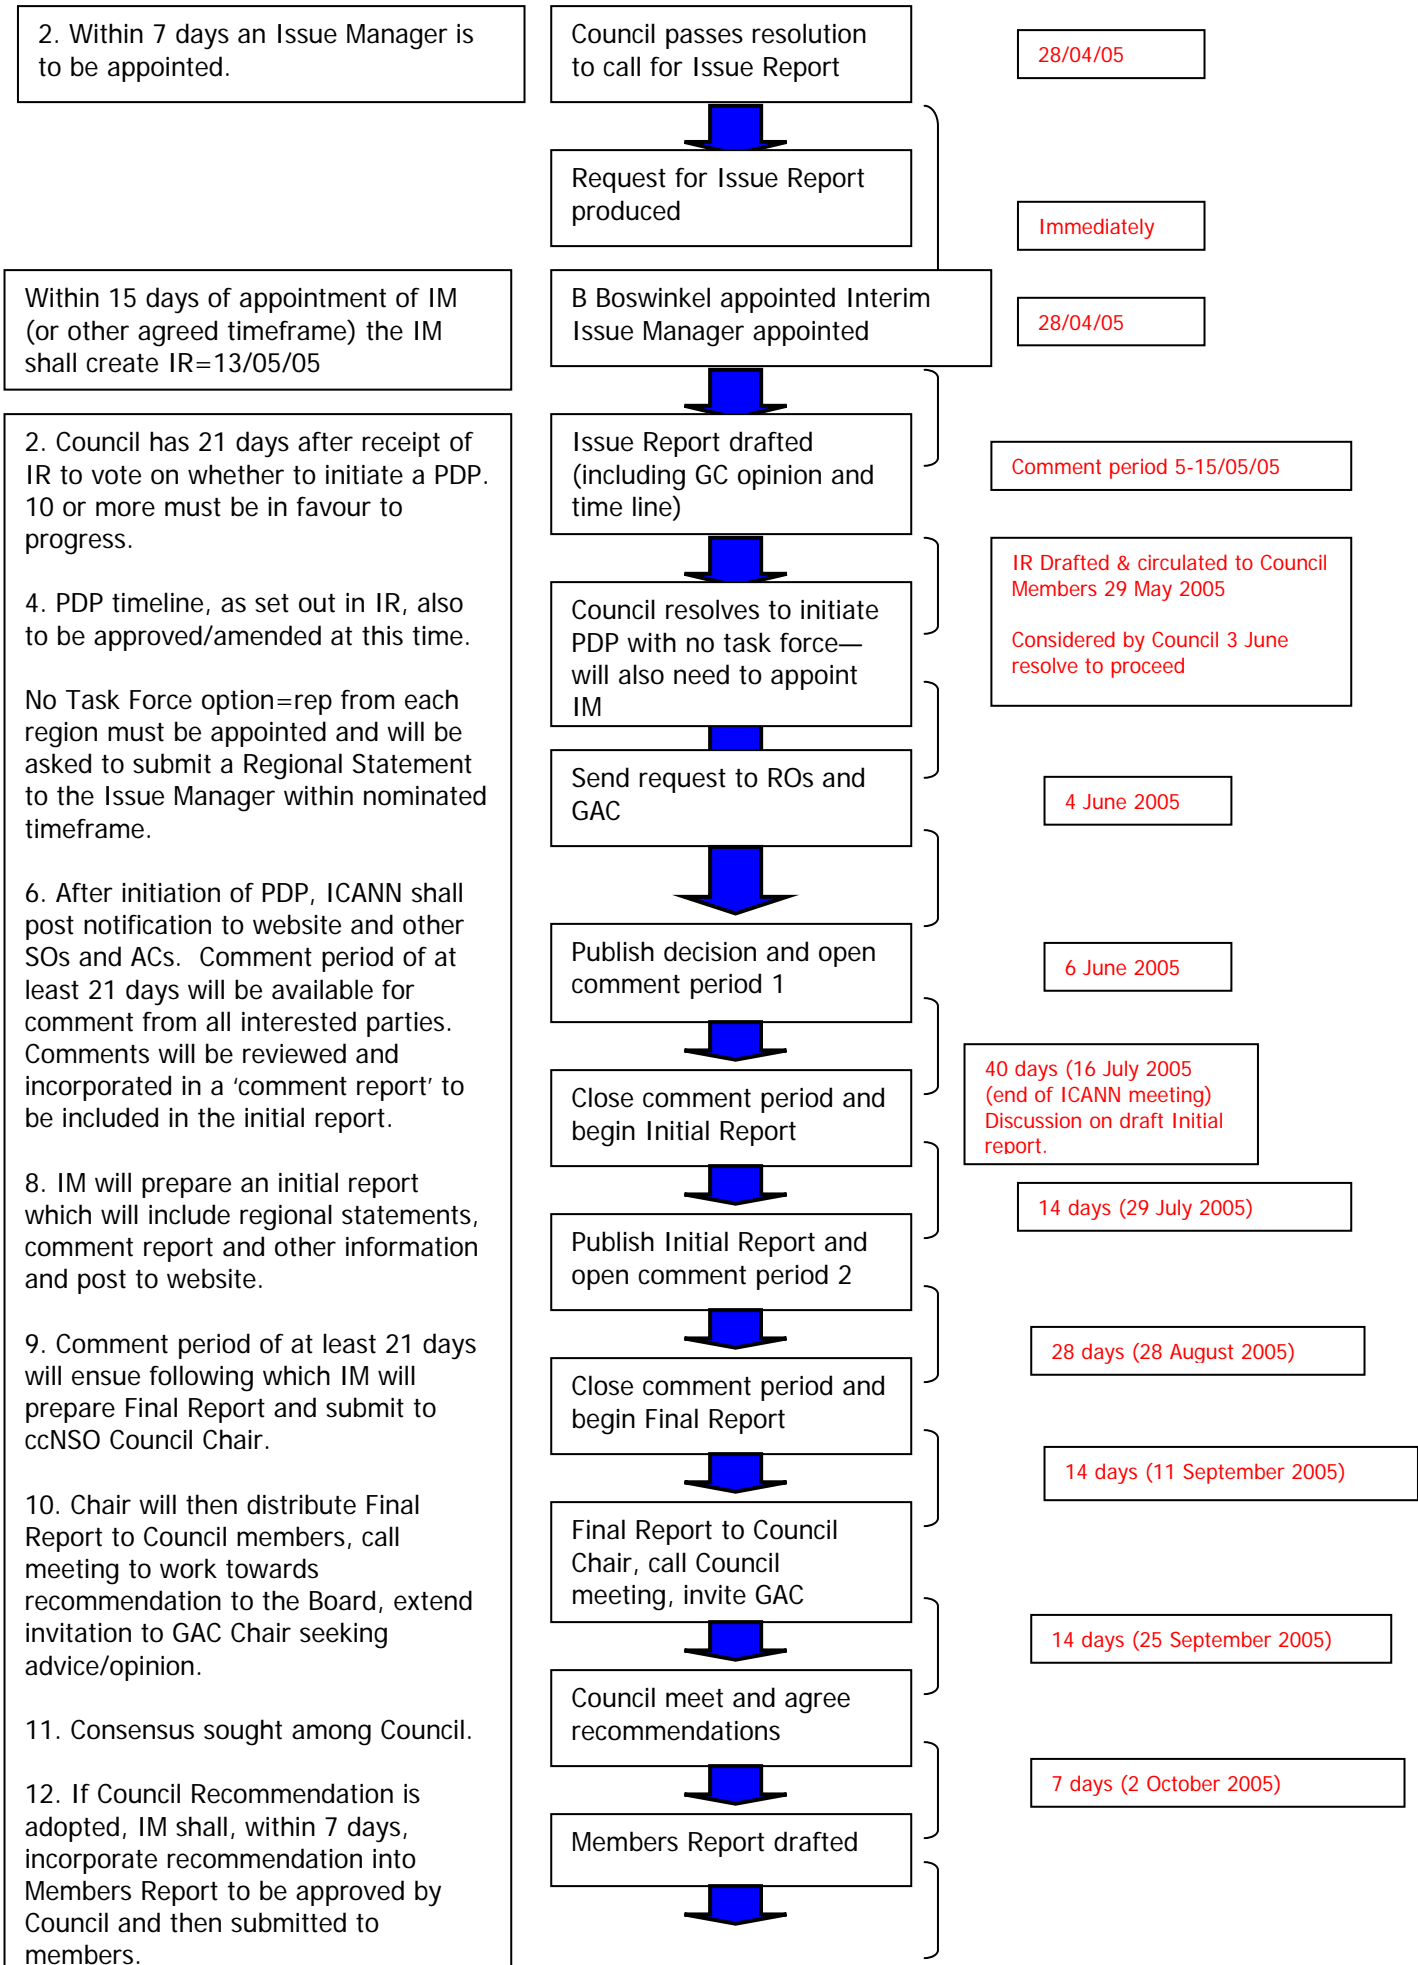 2. Within 7 days an Issue Manager is
to be appointed.
Council passes resolution
to call for Issue Report
28/04/05
Request for Issue Report
produced
Immediately
Within 15 days of appointment of IM
(or other agreed timeframe) the IM
shall create IR=13/05/05
B Boswinkel appointed Interim
Issue Manager appointed
28/04/05
2. Council has 21 days after receipt of
IR to vote on whether to initiate a PDP.
10 or more must be in favour to
progress.
4. PDP timeline, as set out in IR, also
to be approved/amended at this time.
No Task Force option=rep from each
region must be appointed and will be
asked to submit a Regional Statement
to the Issue Manager within nominated
timeframe.
6. After initiation of PDP, ICANN shall
post notification to website and other
SOs and ACs.  Comment period of at
least 21 days will be available for
comment from all interested parties.
Comments will be reviewed and
incorporated in a ‘comment report’ to
be included in the initial report.
8. IM will prepare an initial report
which will include regional statements,
comment report and other information
and post to website.
9. Comment period of at least 21 days
will ensue following which IM will
prepare Final Report and submit to
ccNSO Council Chair.
10. Chair will then distribute Final
Report to Council members, call
meeting to work towards
recommendation to the Board, extend
invitation to GAC Chair seeking
advice/opinion.
11. Consensus sought among Council.
12. If Council Recommendation is
adopted, IM shall, within 7 days,
incorporate recommendation into
Members Report to be approved by
Council and then submitted to
members.
Issue Report drafted
(including GC opinion and
time line)
Comment period 5-15/05/05
Council resolves to initiate
PDP with no task force—
will also need to appoint
IM
IR Drafted & circulated to Council
Members 29 May 2005
Considered by Council 3 June
resolve to proceed
Send request to ROs and
GAC
4 June 2005
Publish decision and open
comment period 1
6 June 2005
Close comment period and
begin Initial Report
40 days (16 July 2005
(end of ICANN meeting)
Discussion on draft Initial
report.
14 days (29 July 2005)
Publish Initial Report and
open comment period 2
28 days (28 August 2005)
Close comment period and
begin Final Report
14 days (11 September 2005)
Final Report to Council
Chair, call Council
meeting, invite GAC
14 days (25 September 2005)
Council meet and agree
recommendations
7 days (2 October 2005)
Members Report drafted